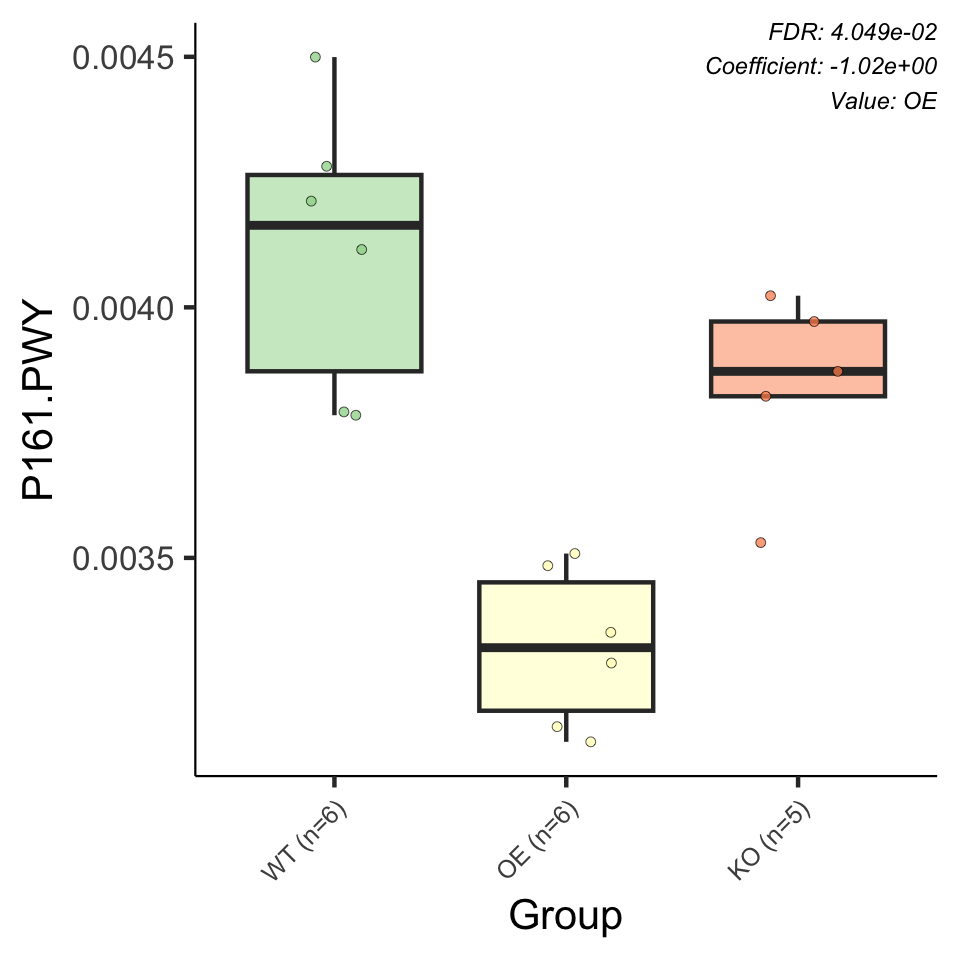 FDR: 4.049e-02
Coefficient: -1.02e+00
Value: OE
0.0045
0.0040
0.0035
P161.PWY
WT (n=6)
OE (n=6)
KO (n=5)
Group